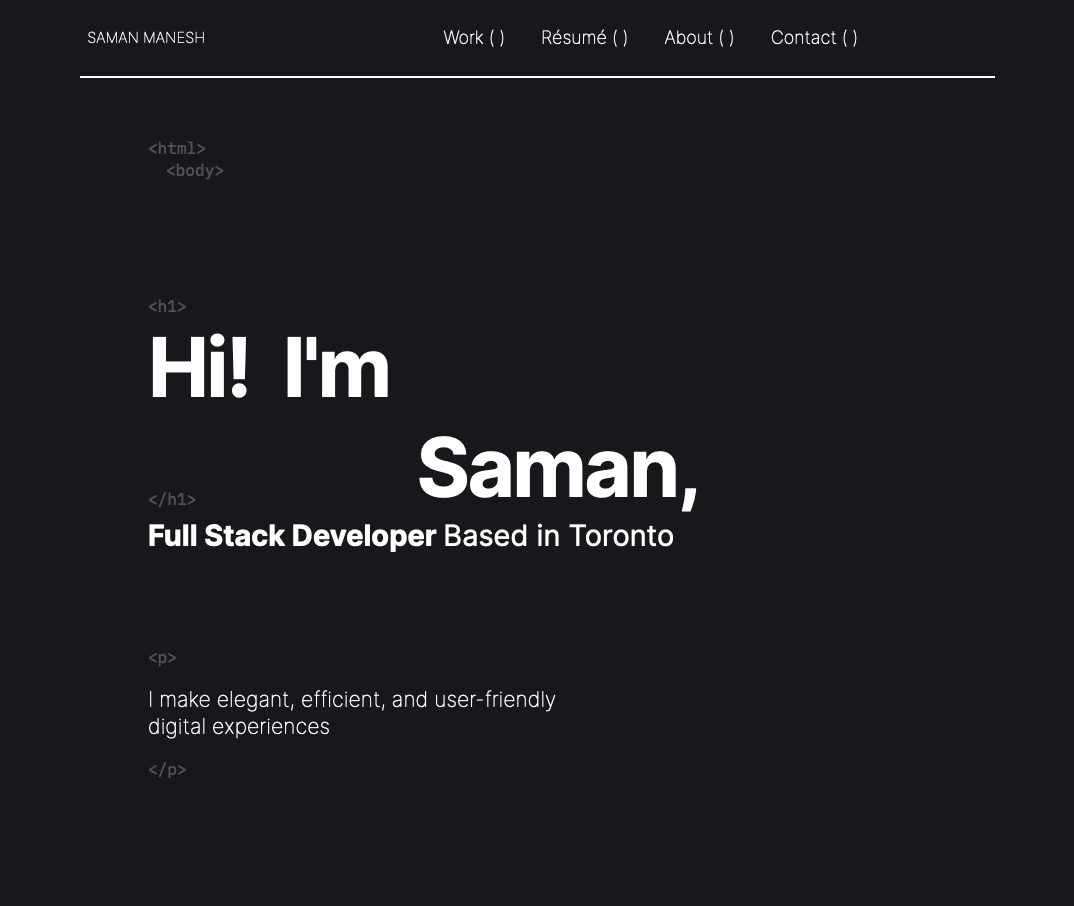 SAMAN MANESH
Work ( ) Résumé ( ) About ( ) Contact ( )
<html>
<body>
<h1>
Hi! I'm
Saman,
</h1>
Full Stack Developer Based in Toronto
<p>
I make elegant, efficient, and user-friendly
digital experiences
</p>